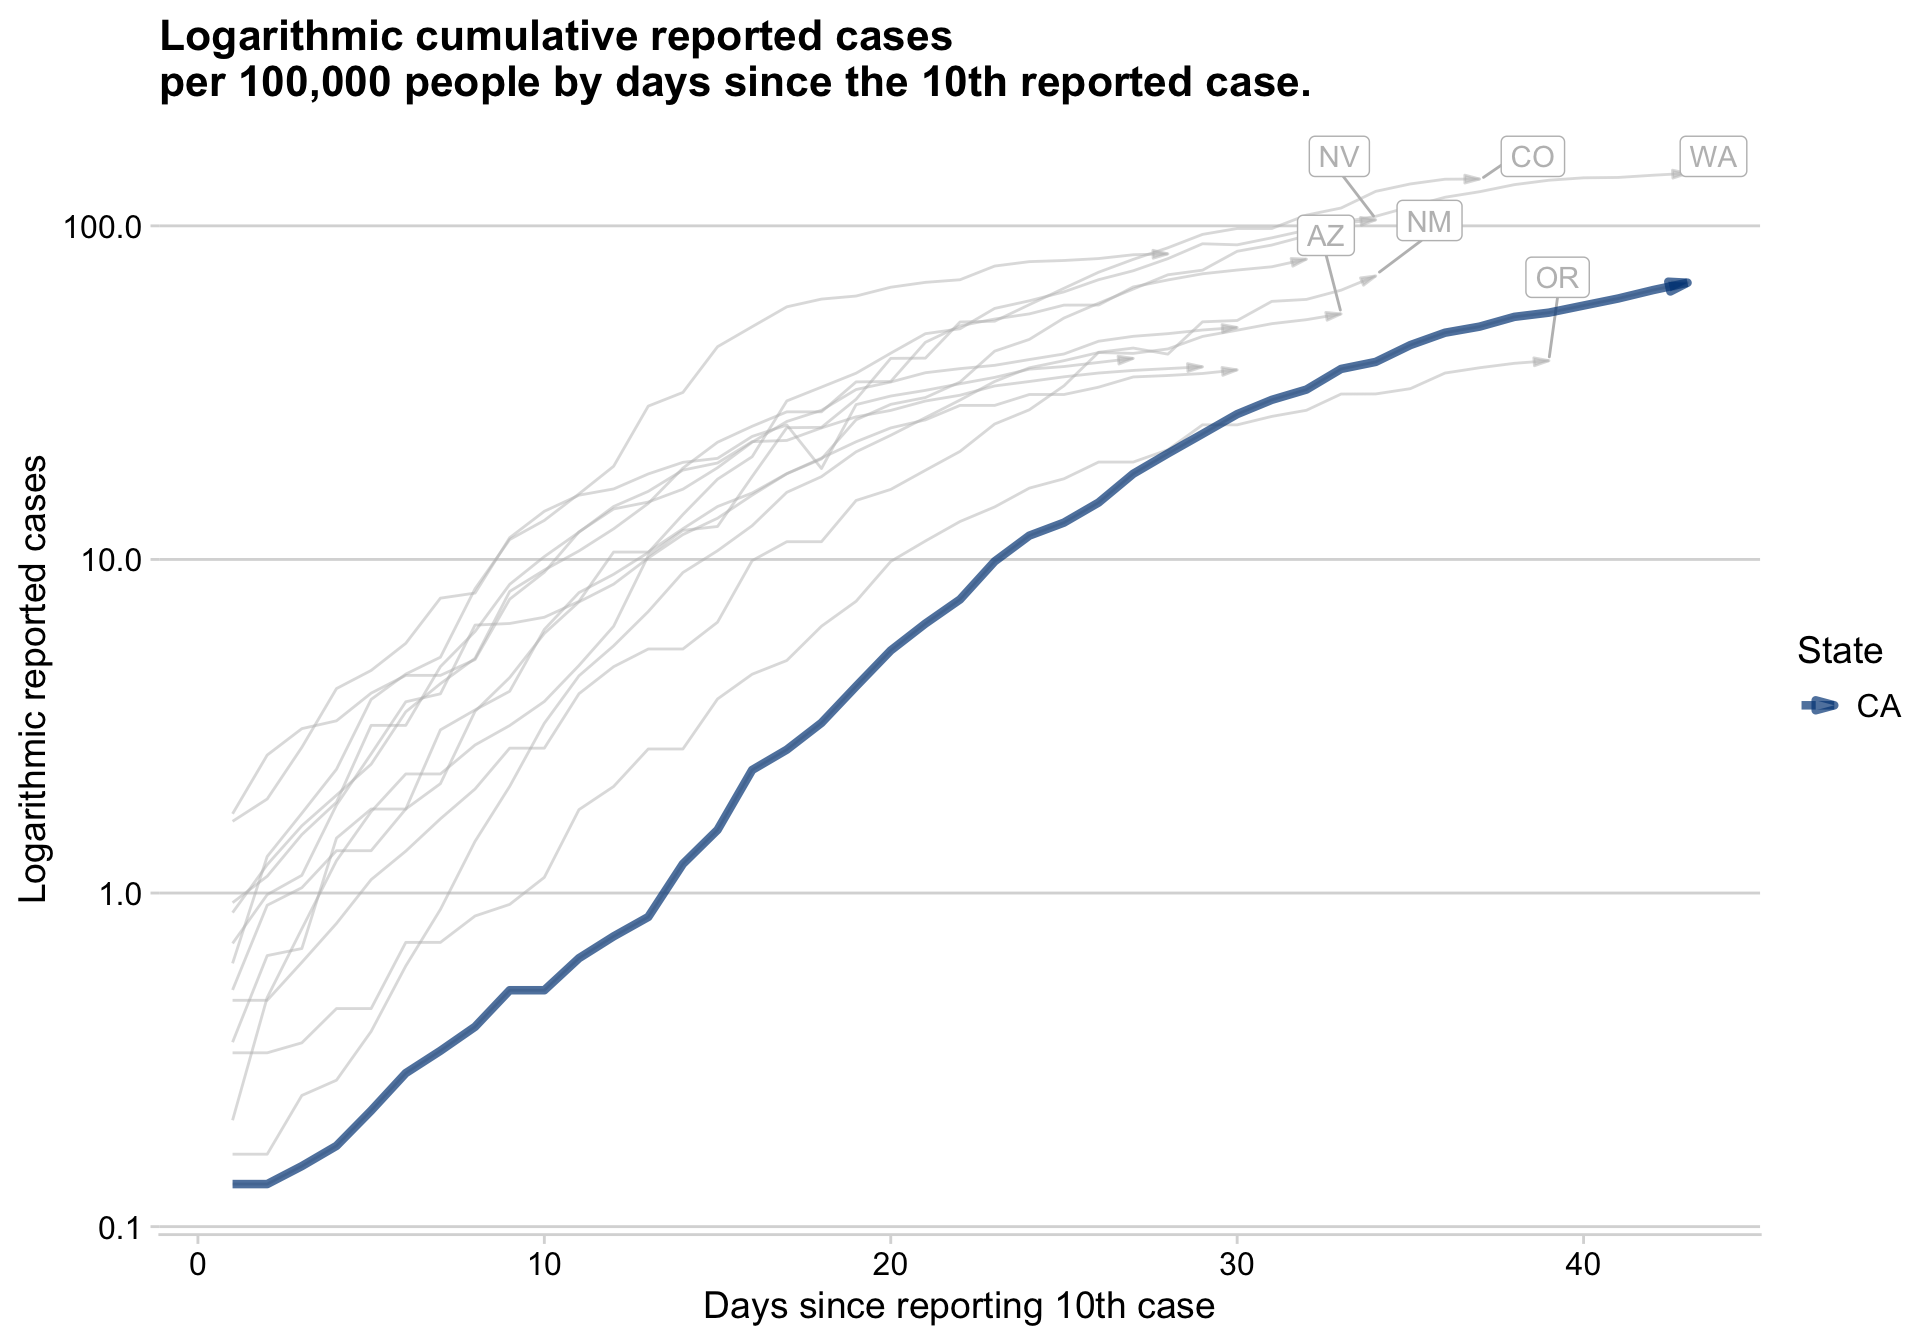 Logarithmic cumulative reported cases
per 100,000 people by days since the 10th reported case.
NV
CO
WA
NM
AZ
OR
100.0
10.0
1.0
0.1
Logarithmic reported cases
0
10
20
30
40
Days since reporting 10th case
State
CA